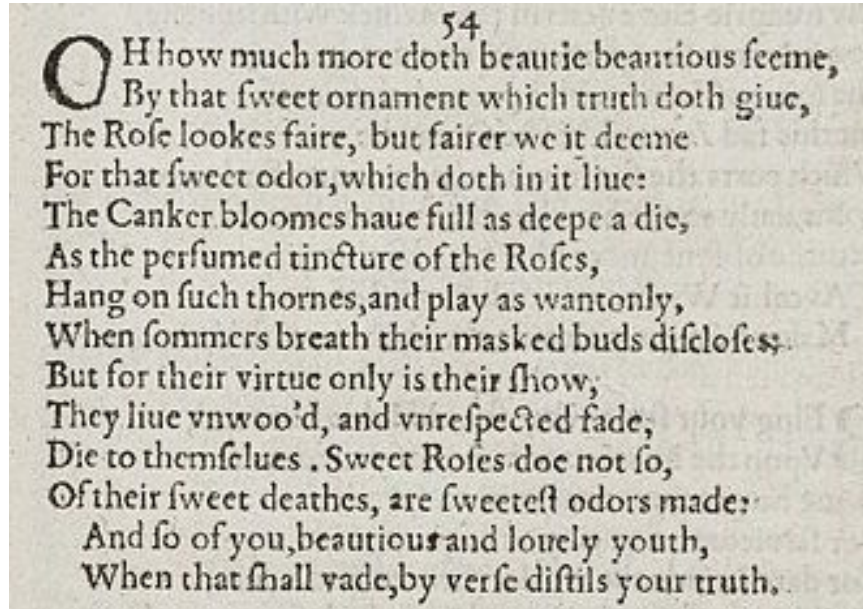 54
OH how much more doth beautie beautious ſeeme,
By that ſweet ornament which truth doth giue,
The Roſe lookes faire, but fairer we it deeme
For that ſweet odor,which doth in it liue:
The Canker bloomes haue full as deepe a die,
As the perfumed tincture of the Roſes,
Hang on ſuch thornes,and play as wantonly,
When ſommers breath their masked buds diſcloſes:
But for their virtue only is their ſhow,
They liue vnwoo'd, and vnreſpected fade,
Die to themſelues . Sweet Roſes doe not ſo,
Of their ſweet deathes, are ſweeteſt odors made:
And ſo of you,beautious and louely youth,
When that ſhall vade,by verſe diſtils your truth.